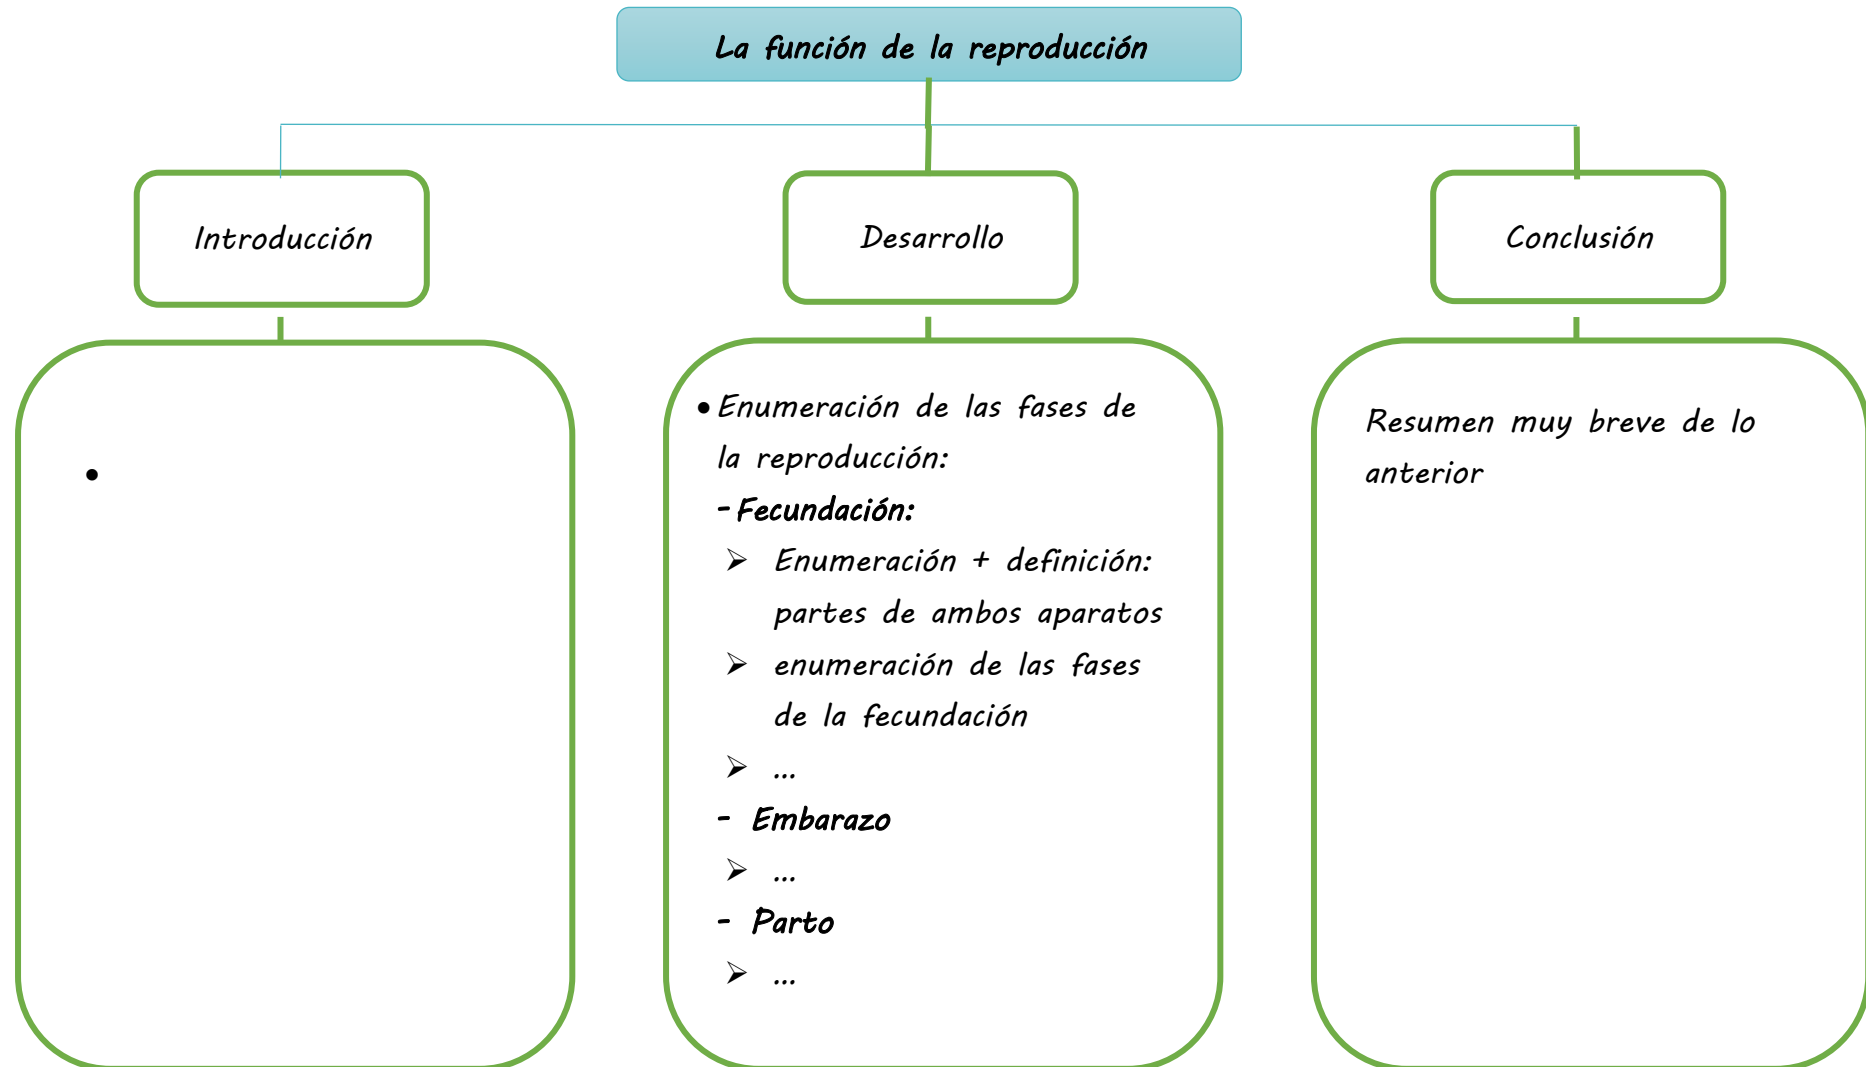 La función de la reproducción
Introducción
Desarrollo
Conclusión
•
• Enumeración de las fases de
la reproducción:
- Fecundación:
➢ Enumeración + definición:
partes de ambos aparatos
➢ enumeración de las fases
de la fecundación
➢ ...
- Embarazo
➢ ...
- Parto
➢ ...
Resumen muy breve de lo
anterior